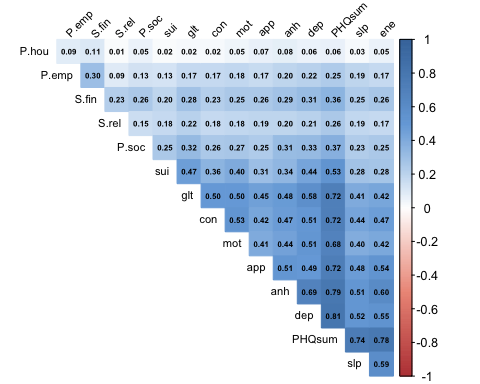 P.emp S.fin S.rel P.soc sui glt con mot app anh dep PHQsum slp ene
P.hou 0.09 0.11 0.01 0.05 0.02 0.02 0.02 0.05 0.07 0.08 0.06 0.06 0.03 0.05
P.emp 0.30 0.09 0.13 0.13 0.17 0.17 0.18 0.17 0.20 0.22 0.25 0.19 0.17
S.fin 0.23 0.26 0.20 0.28 0.23 0.25 0.26 0.29 0.31 0.36 0.25 0.26
S.rel 0.15 0.18 0.22 0.18 0.18 0.19 0.20 0.21 0.26 0.19 0.17
P.soc 0.25 0.32 0.26 0.27 0.25 0.31 0.33 0.37 0.23 0.25
sui 0.47 0.36 0.40 0.31 0.34 0.44 0.53 0.28 0.28
glt 0.50 0.50 0.45 0.48 0.58 0.72 0.41 0.42
con 0.53 0.42 0.47 0.51 0.72 0.44 0.47
mot 0.41 0.44 0.51 0.68 0.40 0.42
app 0.51 0.49 0.72 0.48 0.54
anh 0.69 0.79 0.51 0.60
dep 0.81 0.52 0.55
PHQsum 0.74 0.78
slp 0.59
1
0.8
0.6
0.4
0.2
0
-0.2
-0.4
-0.6
-0.8
-1